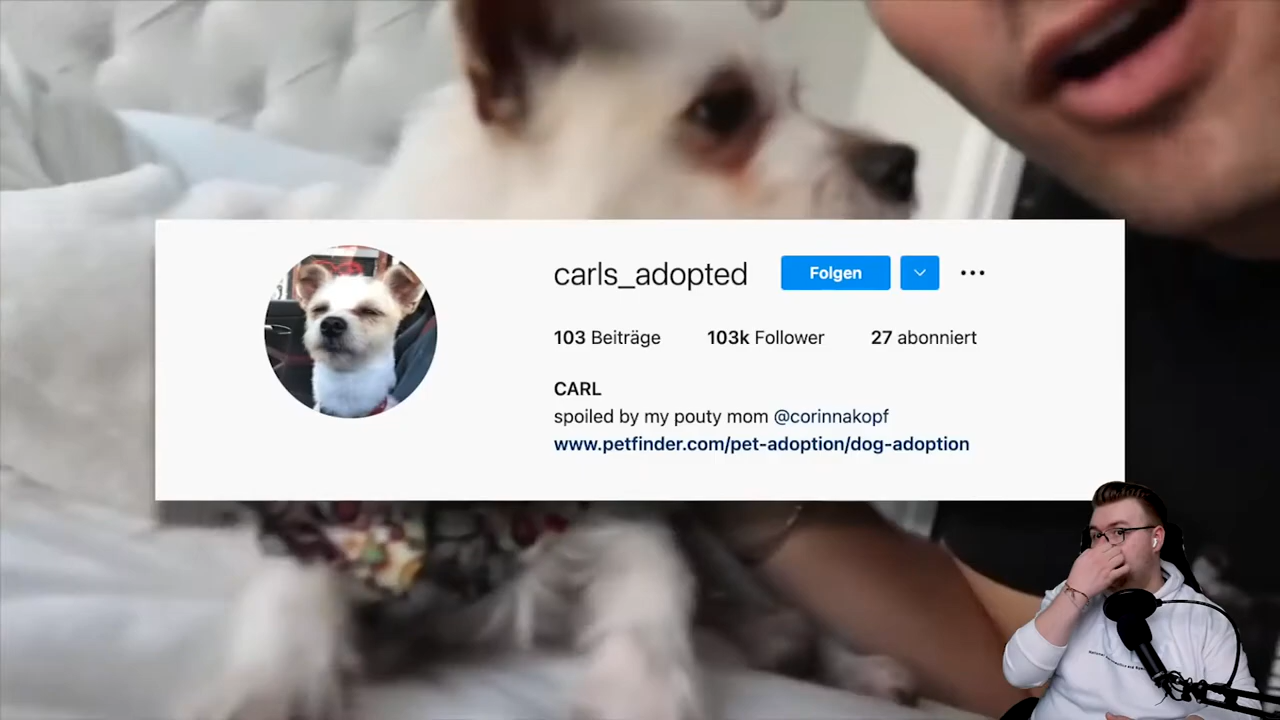 carls_adopted Folgen
103 Beiträge 103k Follower 27 abonniert
CARL
spoiled by my pouty mom @corinnakopf
www.petfinder.com/pet-adoption/dog-adoption